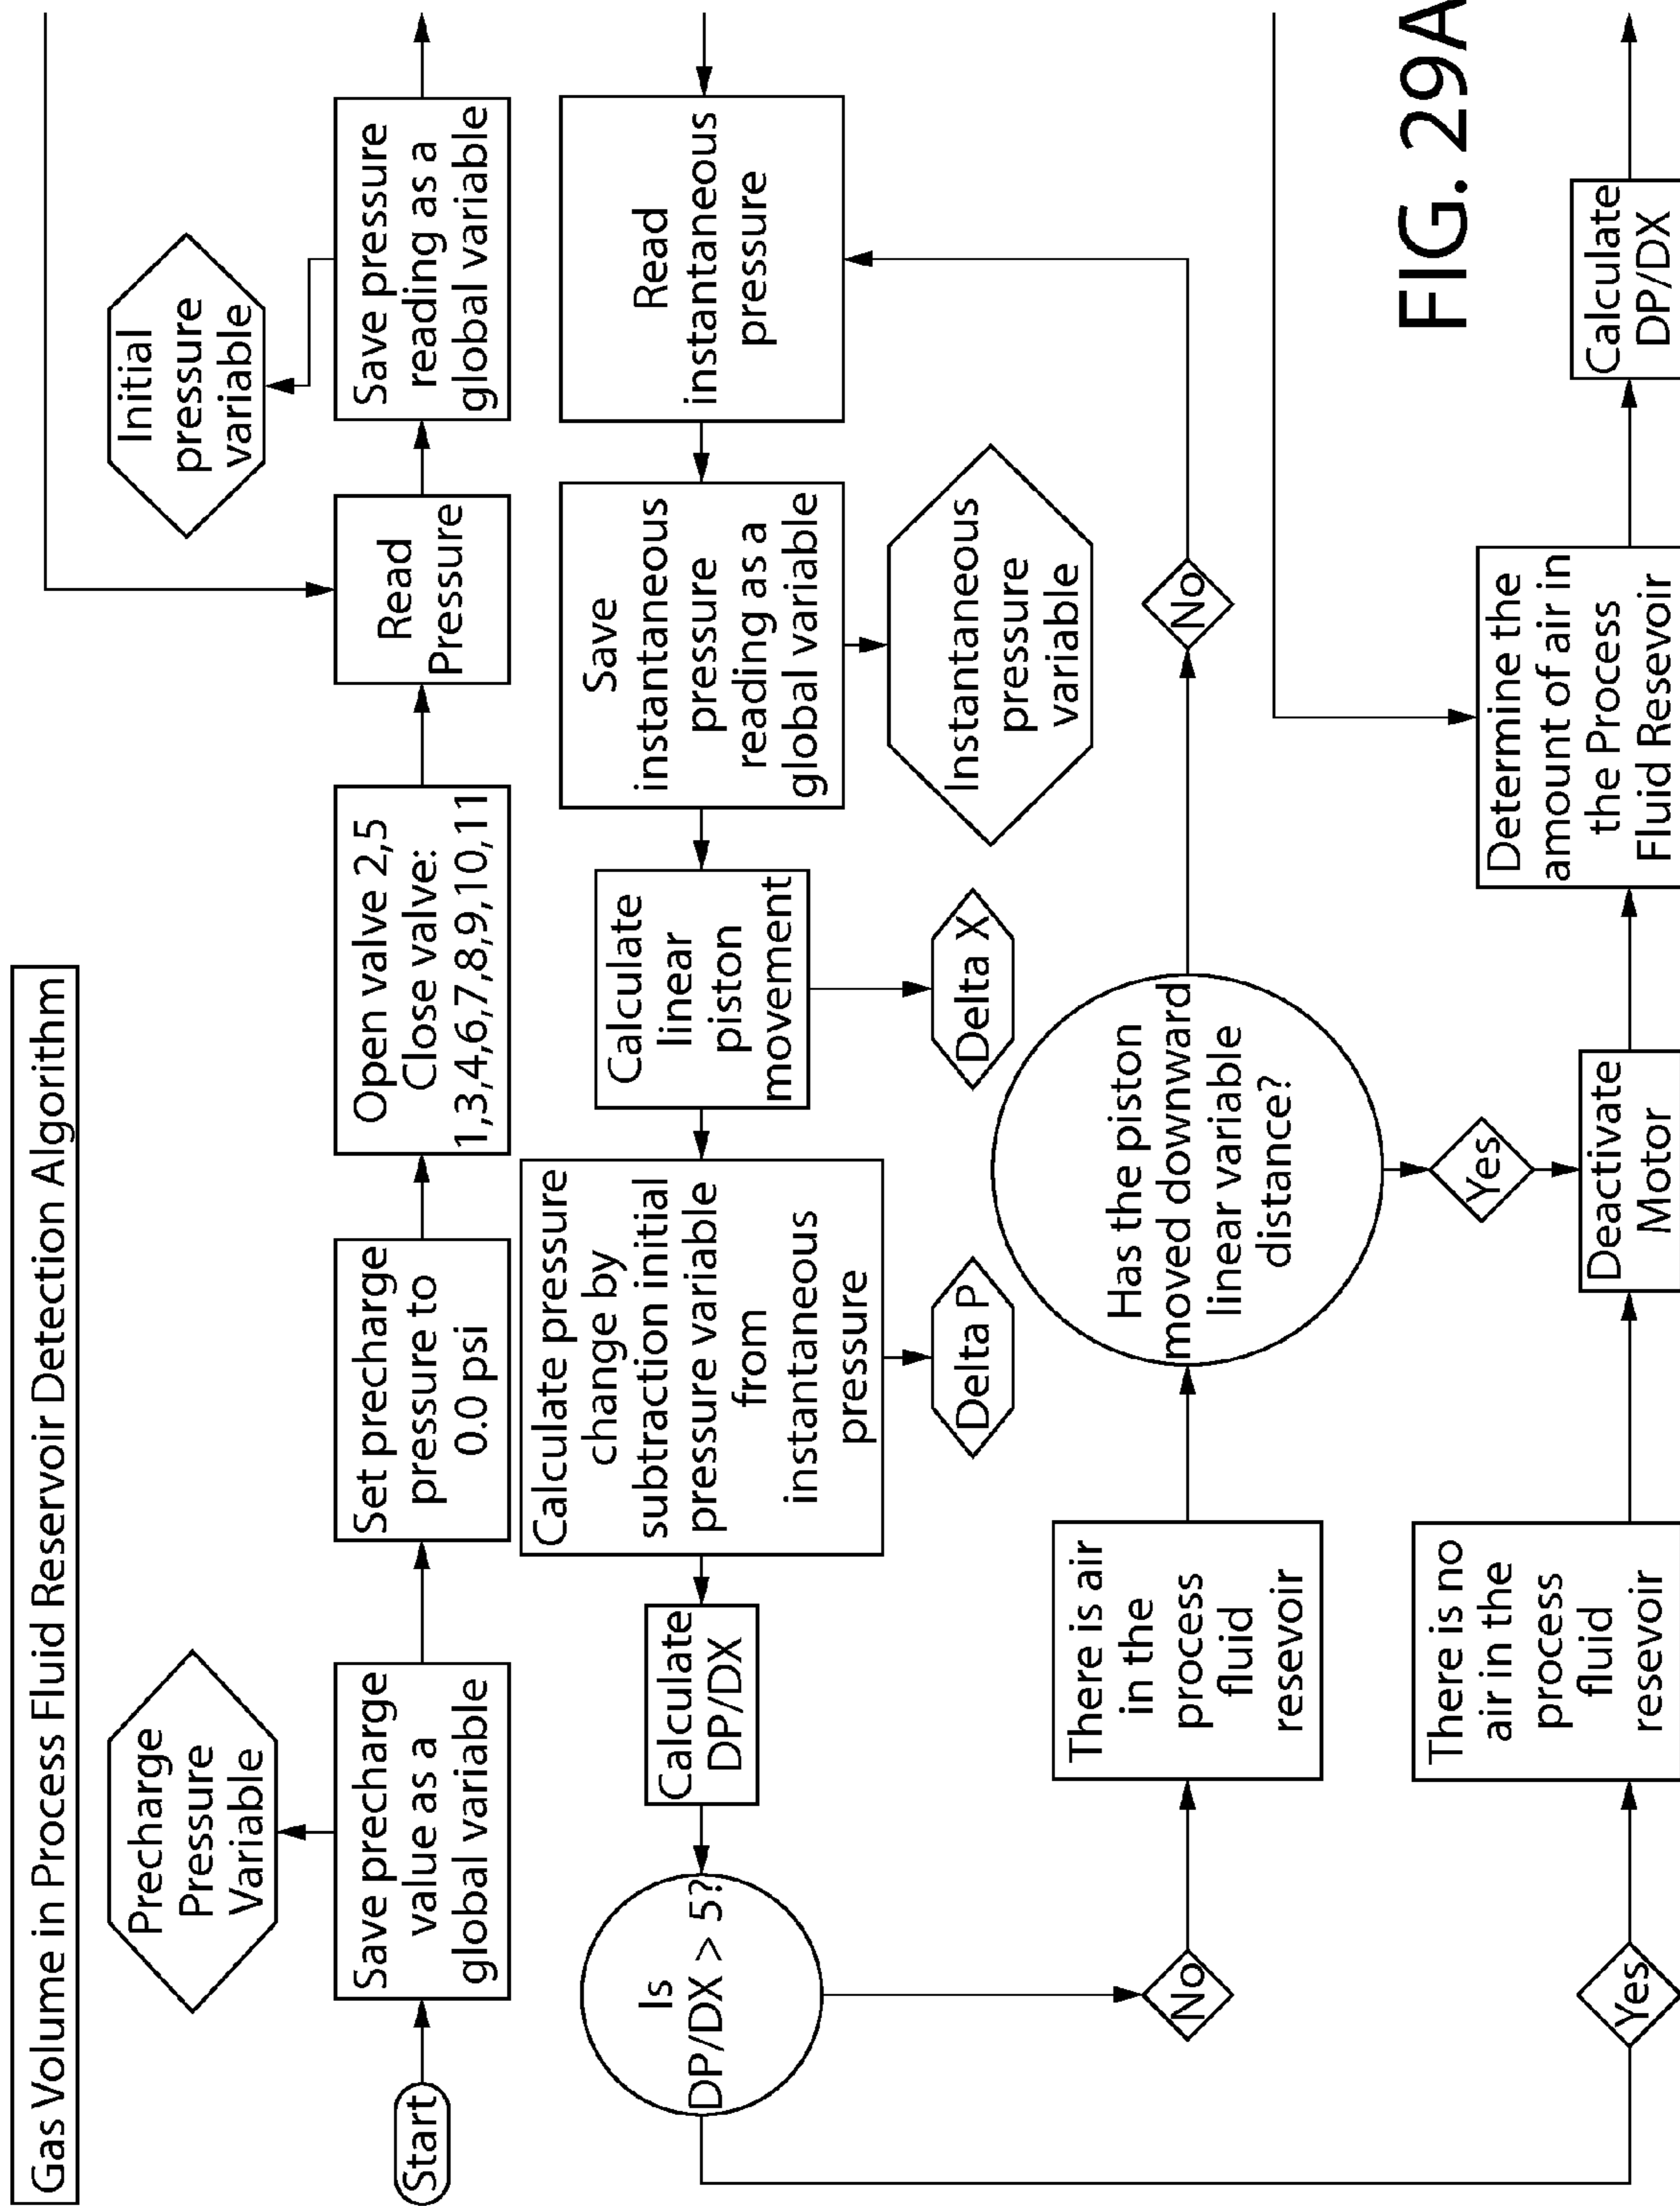 Gas Volume in Process Fluid Reservoir Detection Algorithm
Precharge
Pressure
Variable
Initial
pressure
variable
Start
Save precharge
value as a
global variable
Set precharge
pressure to
0.0 psi
Open valve 2,5
Close valve:
1,3,4,6,7,8,9,10,11
Read
Pressure
Save pressure
reading as a
global variable
Is
DP/DX > 5?
Calculate
DP/DX
Calculate pressure
change by
subtraction initial
pressure variable
from
instantaneous
pressure
Calculate
linear
piston
movement
Save
instantaneous
pressure
reading as a
global variable
Read
instantaneous
pressure
Delta P
Delta X
Instantaneous
pressure
variable
No
There is air
in the
process
fluid
resevoir
Has the piston
moved downward
linear variable
distance?
No
Yes
Yes
There is no
air in the
process
fluid
resevoir
Deactivate
Motor
Determine the
amount of air in
the Process
Fluid Resevoir
Calculate
DP/DX
FIG. 29A